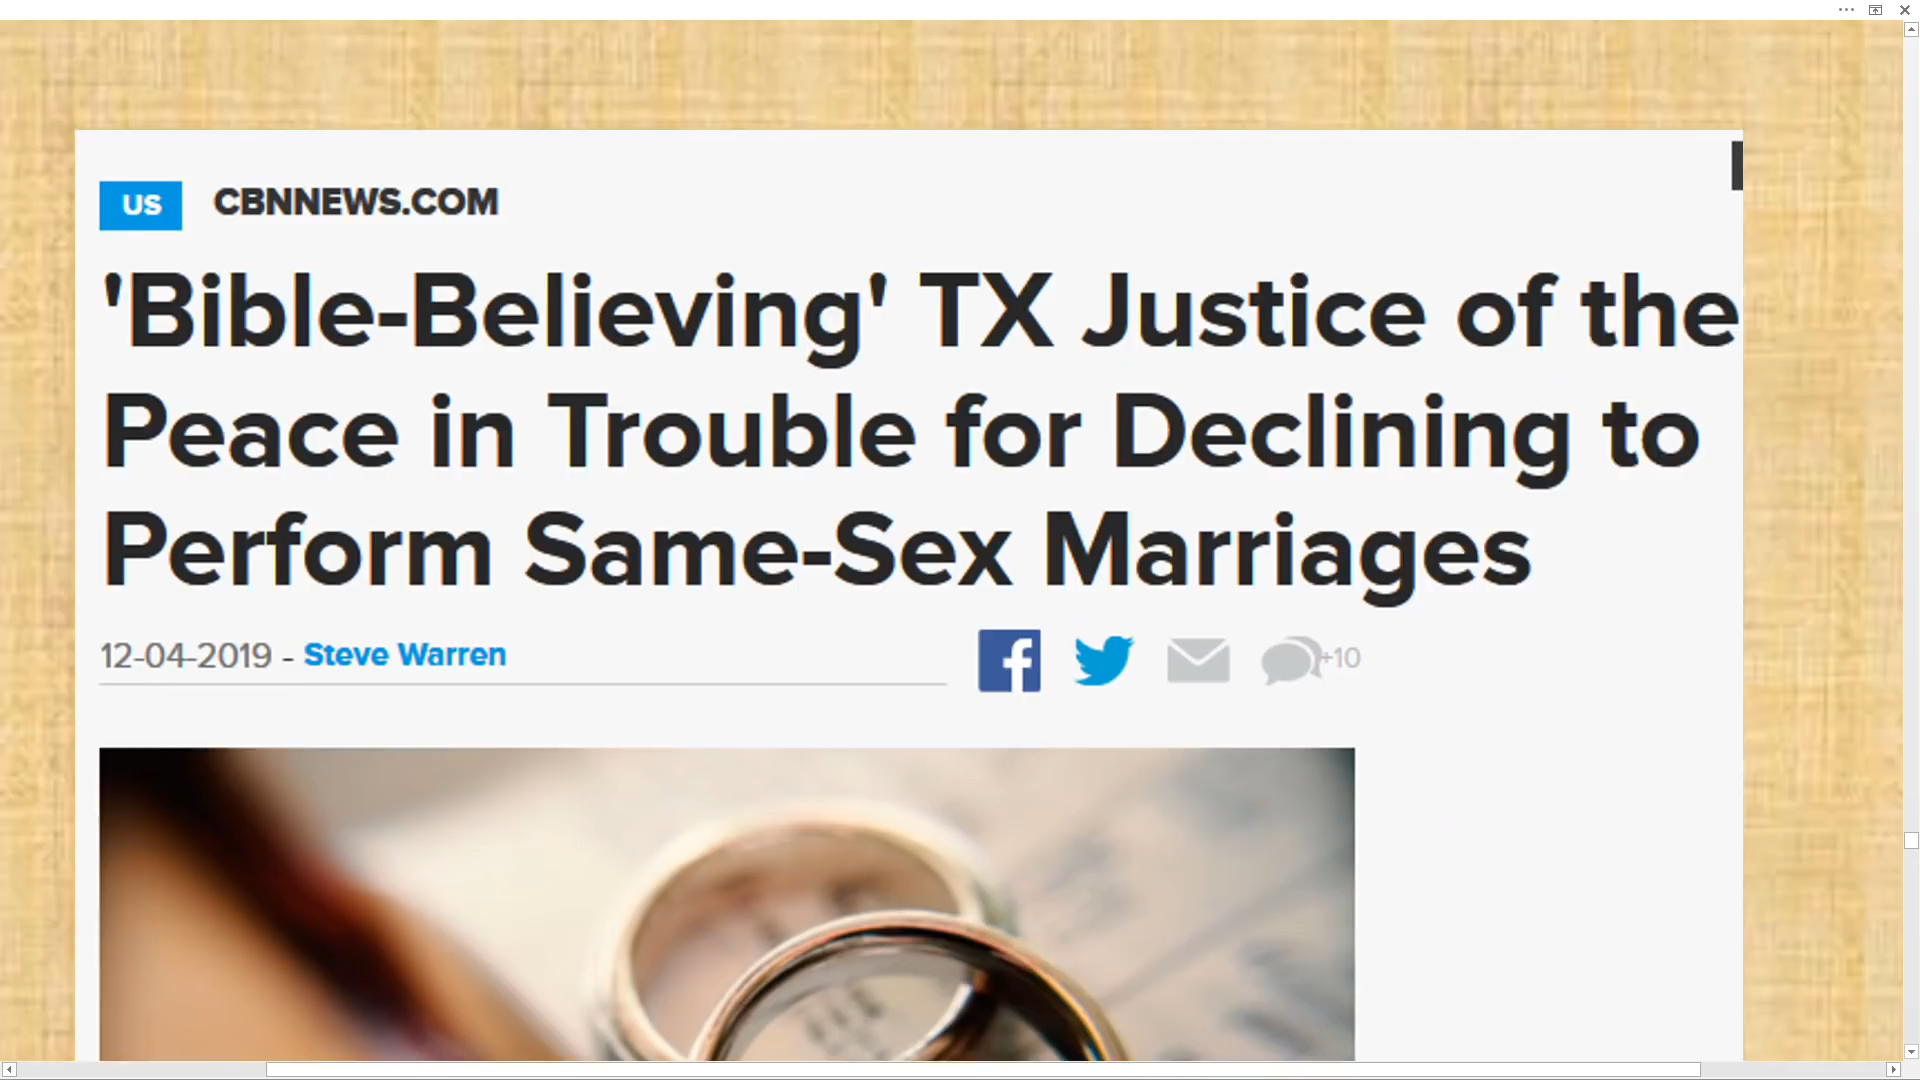 US CBNNEWS.COM
'Bible-Believing' TX Justice of the
Peace in Trouble for Declining to
Perform Same-Sex Marriages
12-04-2019 - Steve Warren
+10